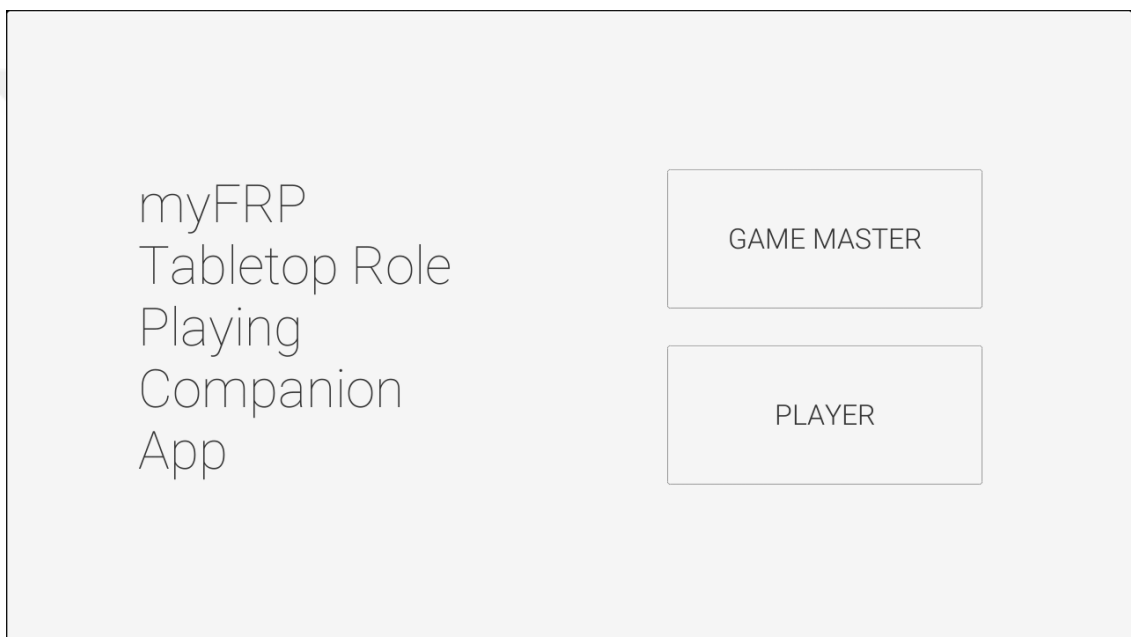 myFRP
Tabletop Role
Playing
Companion
App
GAME MASTER
PLAYER